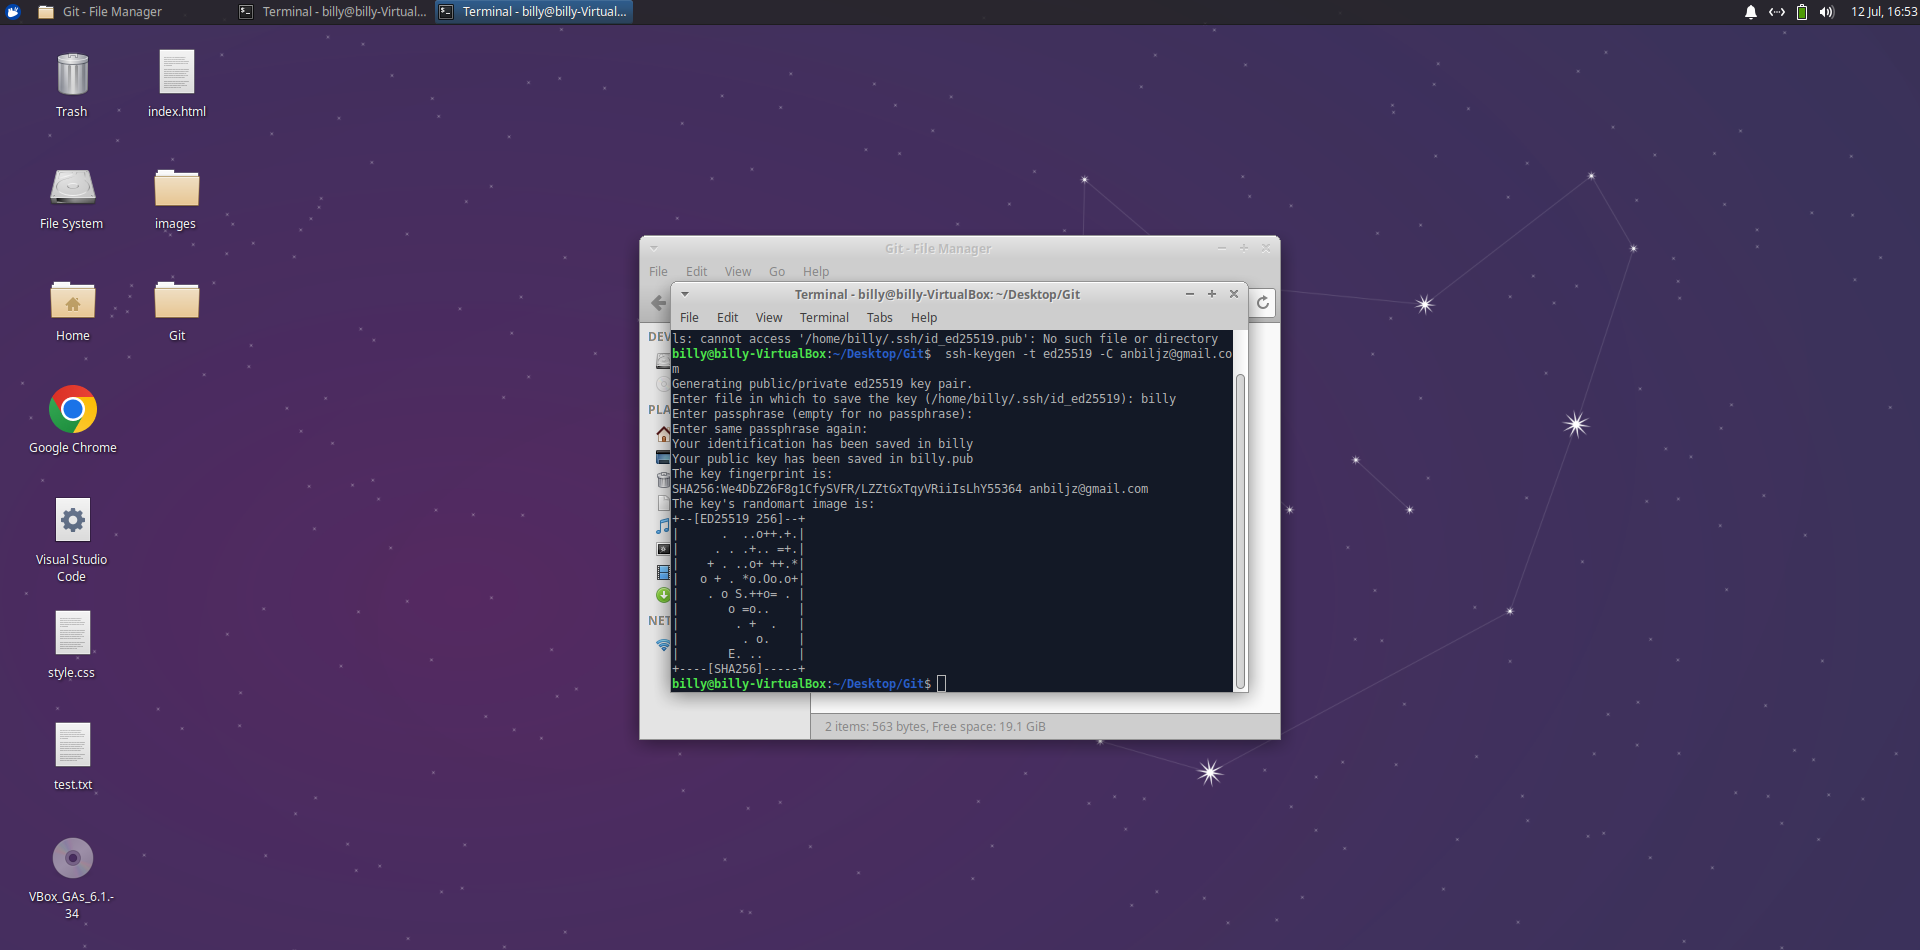 Git - File Manager
Terminal - billy@billy-Virtual...
Terminal - billy@billy-Virtual...
12 Jul, 16:53
Trash
index.html
File System
images
Home
Git
Google Chrome
Visual Studio
Code
style.css
test.txt
VBox_GAs_6.1.-
34
Git - File Manager
File Edit View Go Help
DEV
PLA
NET
2 items: 563 bytes, Free space: 19.1 GiB
Terminal - billy@billy-VirtualBox: ~/Desktop/Git
File Edit View Terminal Tabs Help
ls: cannot access '/home/billy/.ssh/id_ed25519.pub': No such file or directory
billy@billy-VirtualBox:~/Desktop/Git$  ssh-keygen -t ed25519 -C anbiljz@gmail.co
m
Generating public/private ed25519 key pair.
Enter file in which to save the key (/home/billy/.ssh/id_ed25519): billy
Enter passphrase (empty for no passphrase):
Enter same passphrase again:
Your identification has been saved in billy
Your public key has been saved in billy.pub
The key fingerprint is:
SHA256:We4DbZ26F8g1CfySVFR/LZZtGxTqyVRiiIsLhY55364 anbiljz@gmail.com
The key's randomart image is:
+--[ED25519 256]--+
|      .  ..o++.+.|
|     . . .+.. =+.|
|    + . ..o+ ++.*|
|   o + . *o.Oo.o+|
|    . o S.++o= . |
|       o =o..    |
|        . +  .   |
|         . o.    |
|       E. ..     |
+----[SHA256]-----+
billy@billy-VirtualBox:~/Desktop/Git$